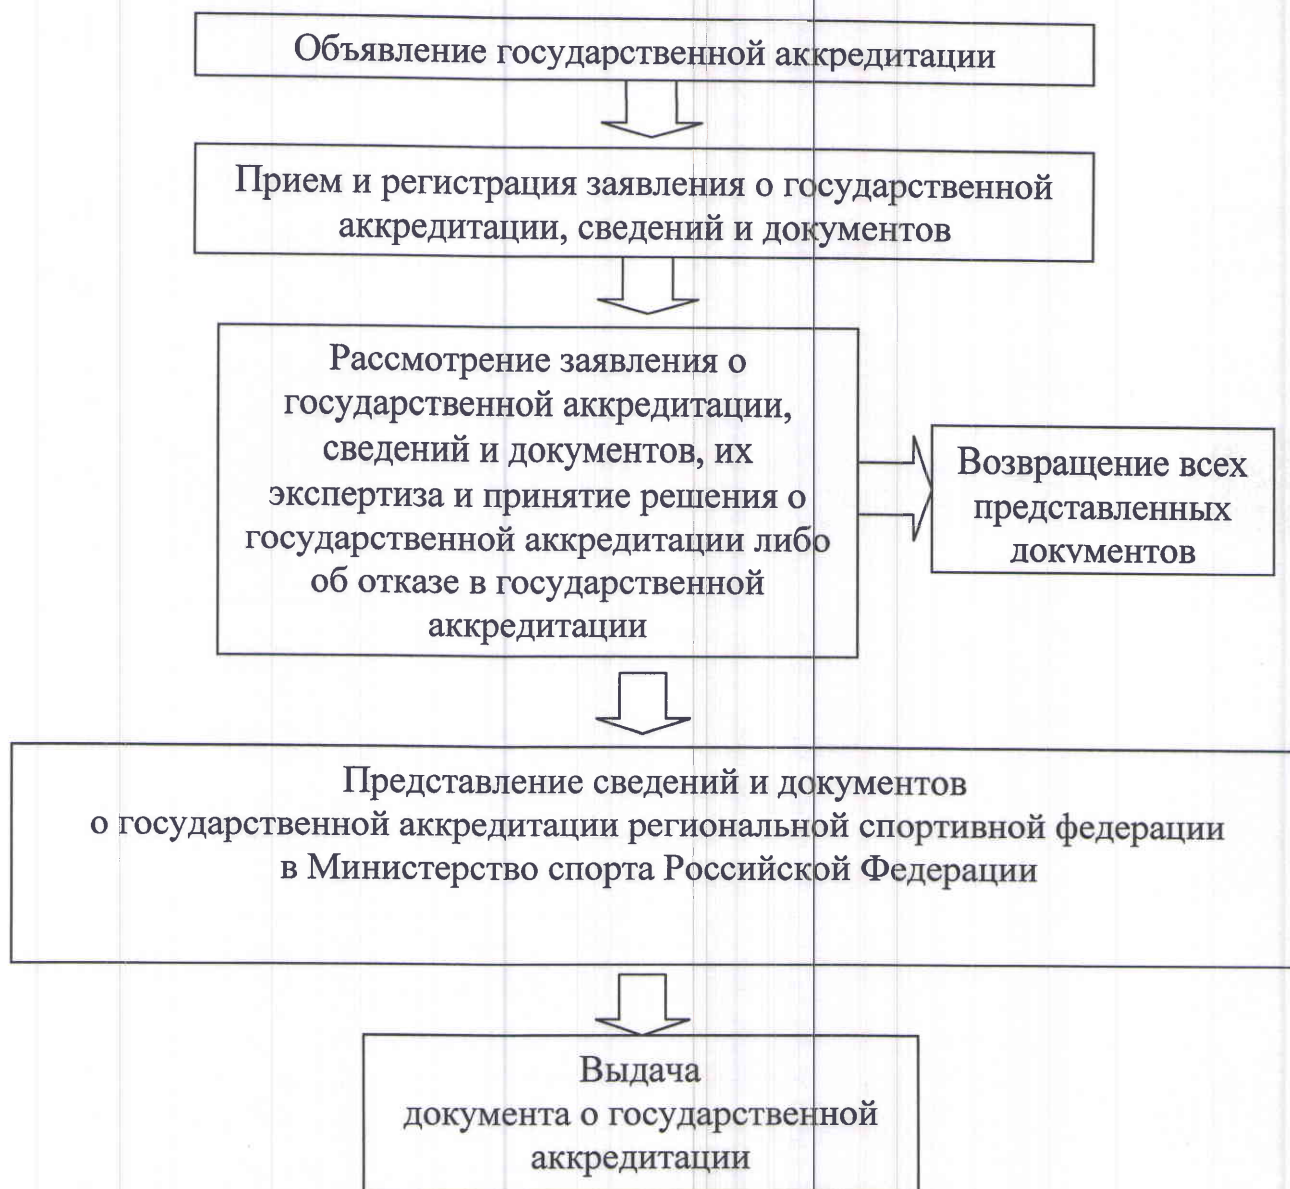 Объявление государственной аккредитации
Прием и регистрация заявления о государственной
аккредитации, сведений и документов
Рассмотрение заявления о
государственной аккредитации,
сведений и документов, их
экспертиза и принятие решения о
государственной аккредитации либо
об отказе в государственной
аккредитации
Возвращение всех
представленных
документов
Представление сведений и документов
о государственной аккредитации региональной спортивной федерации
в Министерство спорта Российской Федерации
Выдача
документа о государственной
аккредитации